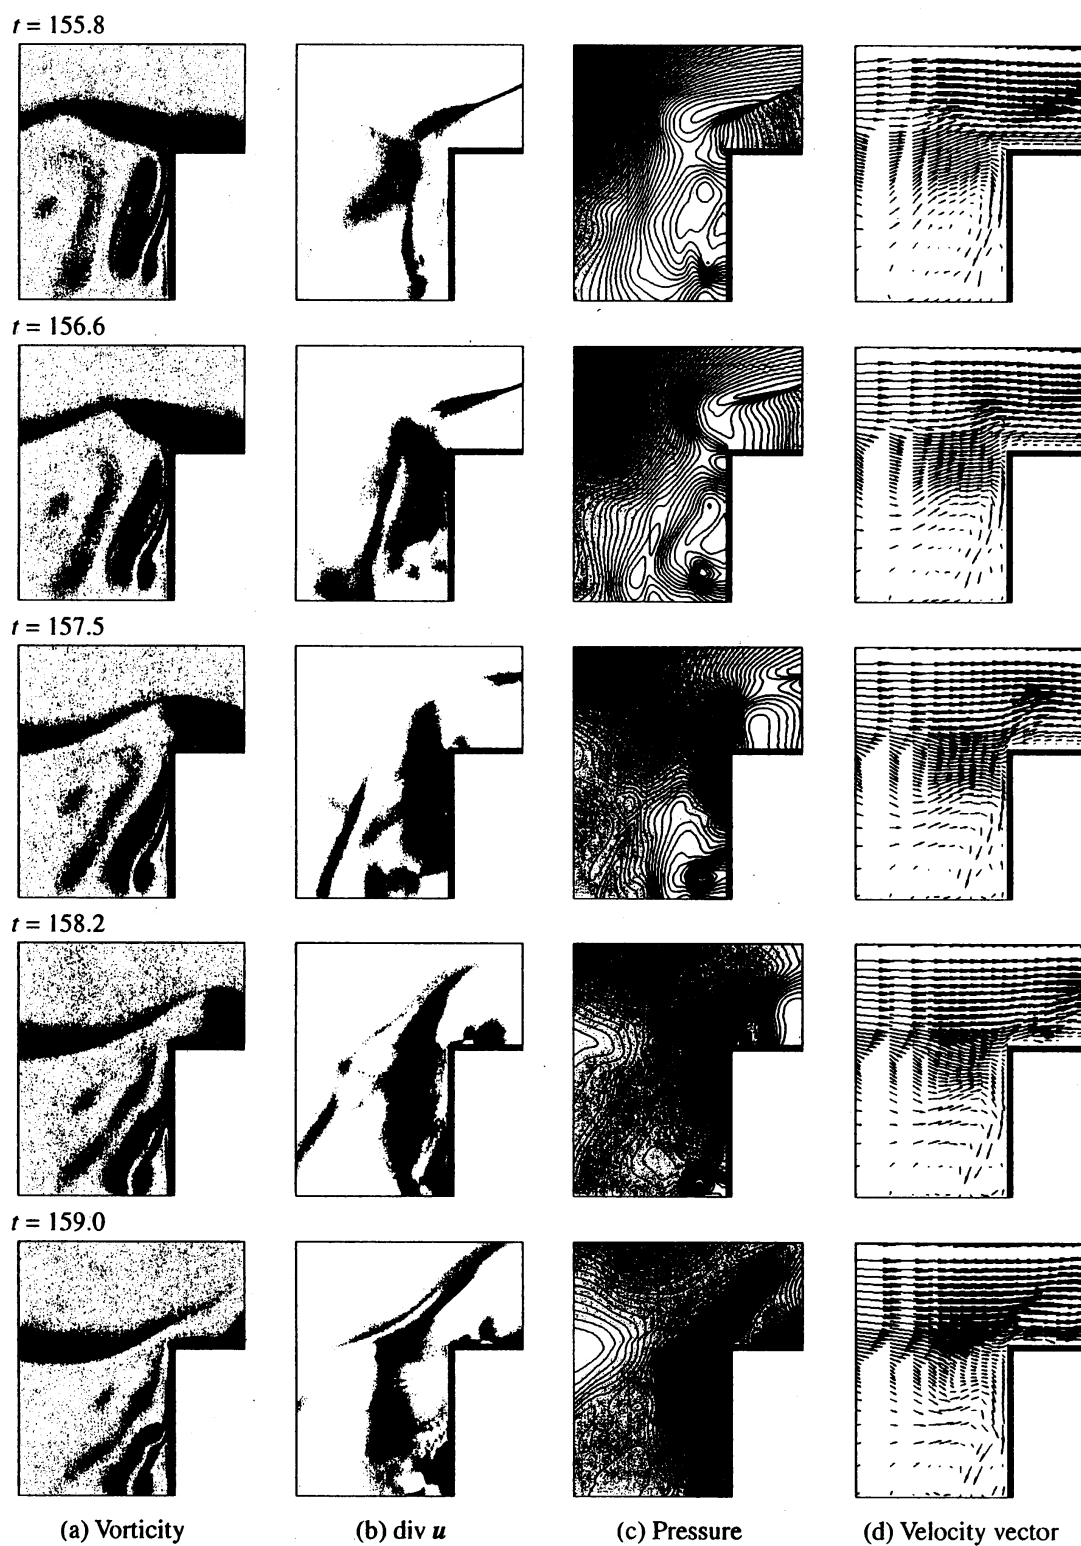 t = 155.8
t = 156.6
t = 157.5
t = 158.2
t = 159.0
(a) Vorticity (b) div u (c) Pressure (d) Velocity vector